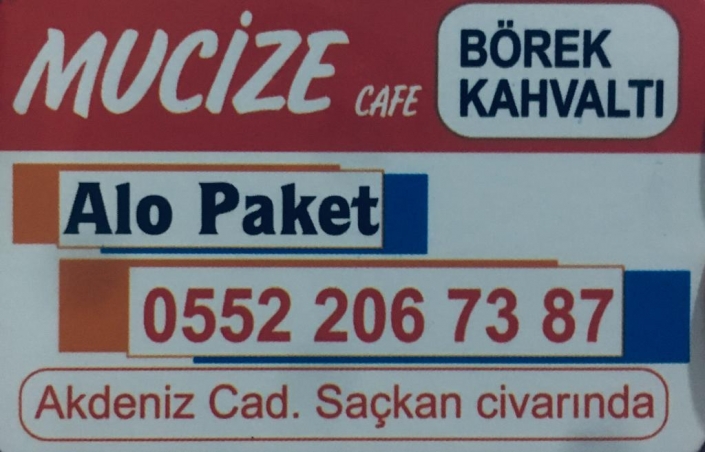 MUCİZE CAFE
BÖREK
KAHVALTI
Alo Paket
0552 206 73 87
Akdeniz Cad. Saçkan civarında